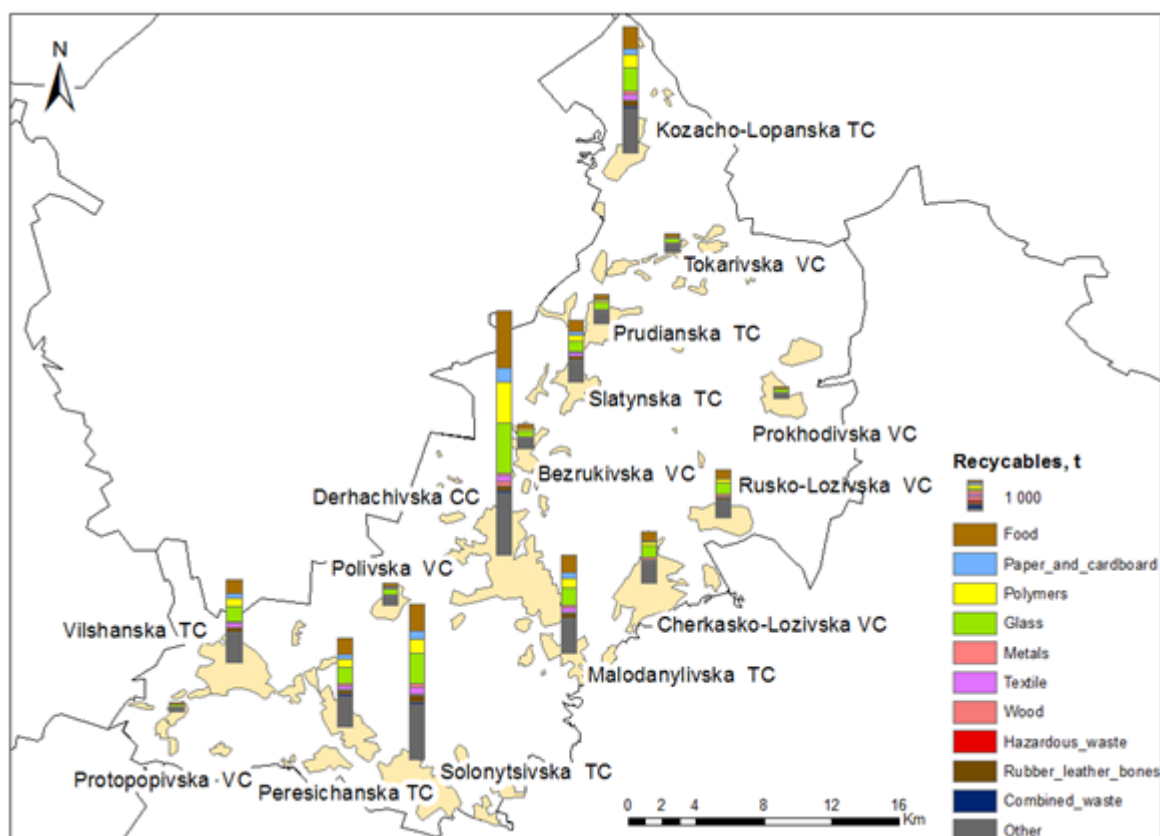 N
Kozacho-Lopanska TC
Tokarivska VC
Prudianska TC
Slatynska TC
Prokhodivska VC
Bezrukivska VC
Rusko-Lozivska VC
Derhachivska CC
Polivska VC
Vilshanska TC
Cherkasko-Lozivska VC
Malodanylivska TC
Protopopivska VC
Peresichanska TC
Solonytsivska TC
Recycables, t
1 000
Food
Paper_and_cardboard
Polymers
Glass
Metals
Textile
Wood
Hazardous_waste
Rubber_leather_bones
Combined_waste
Other
0 2 4 8 12 16
Km